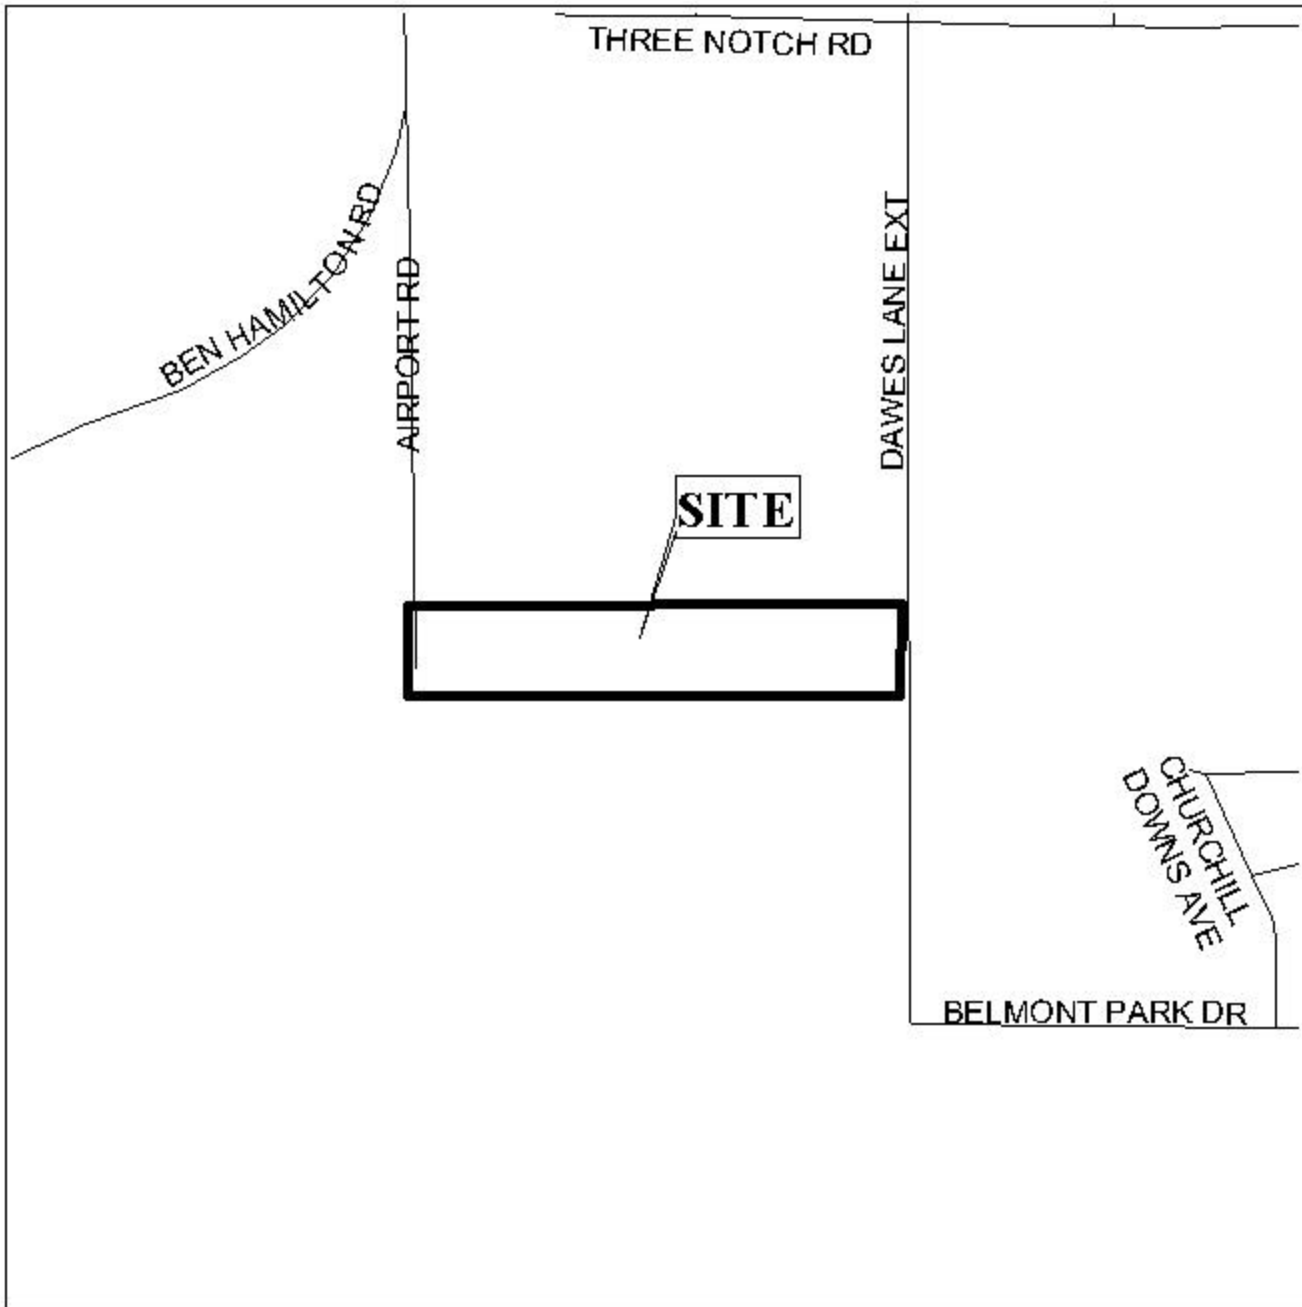 THREE NOTCH RD
BEN HAMILTON RD
AIRPORT RD
DAWES LANE EXT
SITE
CHURCHILL
DOWNS AVE
BELMONT PARK DR